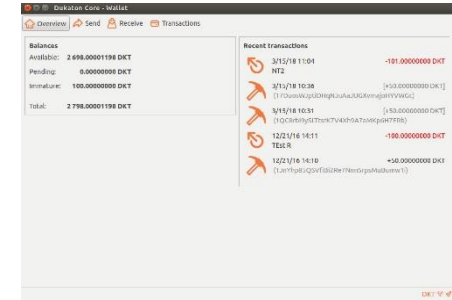 Dukaton Core - Wallet
Overview Send Receive Transactions
Balances
Available: 2 698.00001198 DKT
Pending: 0.00000000 DKT
Immature: 100.00000000 DKT
Total: 2 798.00001198 DKT
Recent transactions
3/15/18 11:04 -101.00000000 DKT
NT2
3/15/18 10:36 [+50.00000000 DKT]
3/15/18 10:31 [+50.00000000 DKT]
12/21/16 14:11 -100.00000000 DKT
TEst R
12/21/16 14:10 +50.00000000 DKT
DKT